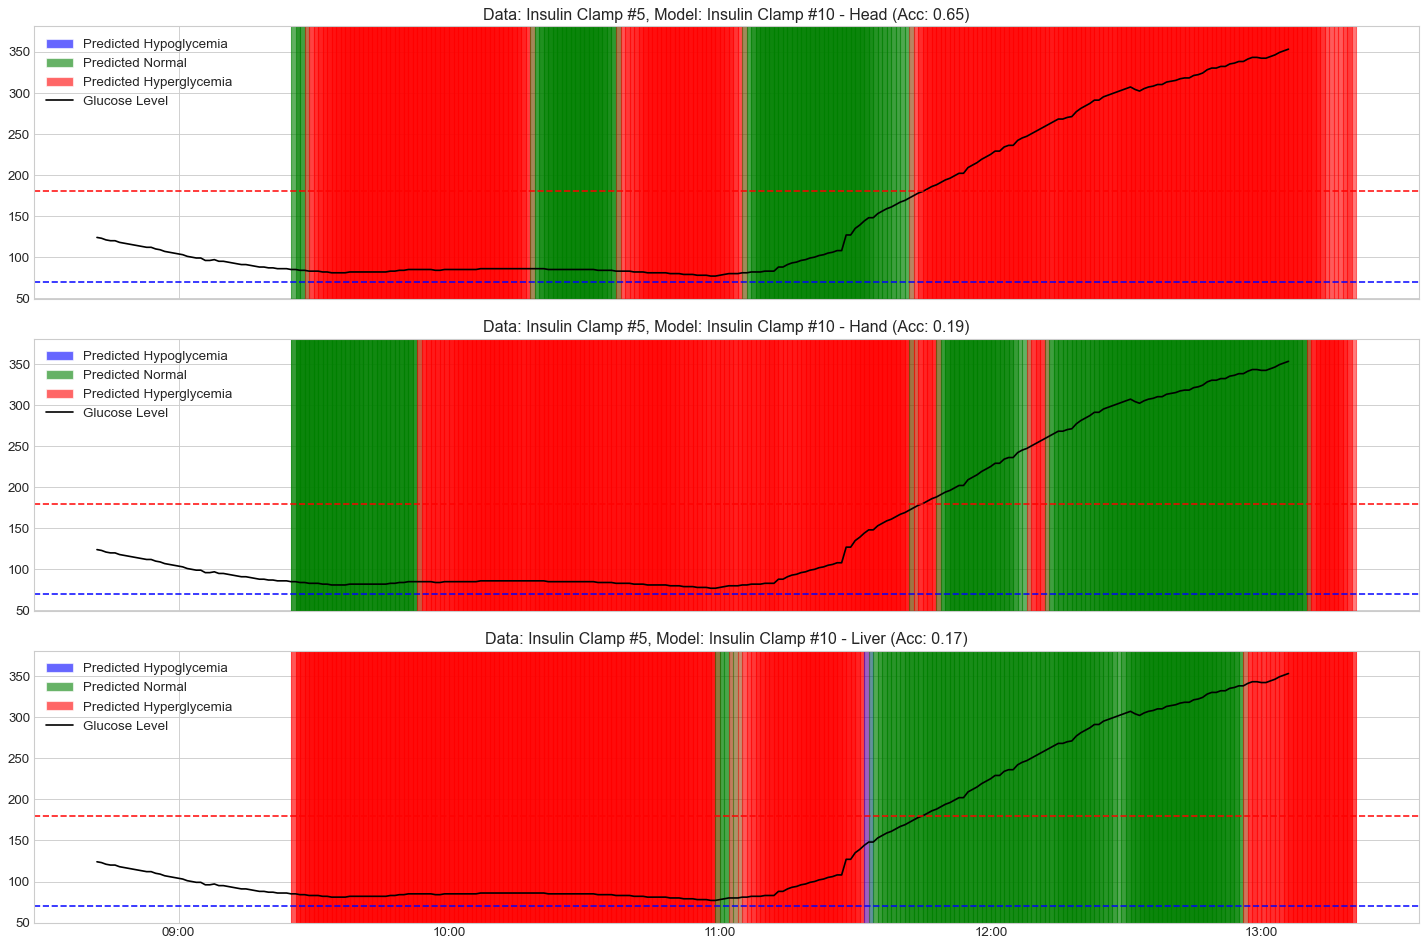 Data: Insulin Clamp #5, Model: Insulin Clamp #10 - Head (Acc: 0.65)
Predicted Hypoglycemia
Predicted Normal
Predicted Hyperglycemia
Glucose Level
350
300
250
200
150
100
50
Data: Insulin Clamp #5, Model: Insulin Clamp #10 - Hand (Acc: 0.19)
Predicted Hypoglycemia
Predicted Normal
Predicted Hyperglycemia
Glucose Level
350
300
250
200
150
100
50
Data: Insulin Clamp #5, Model: Insulin Clamp #10 - Liver (Acc: 0.17)
Predicted Hypoglycemia
Predicted Normal
Predicted Hyperglycemia
Glucose Level
350
300
250
200
150
100
50
09:00 10:00 11:00 12:00 13:00